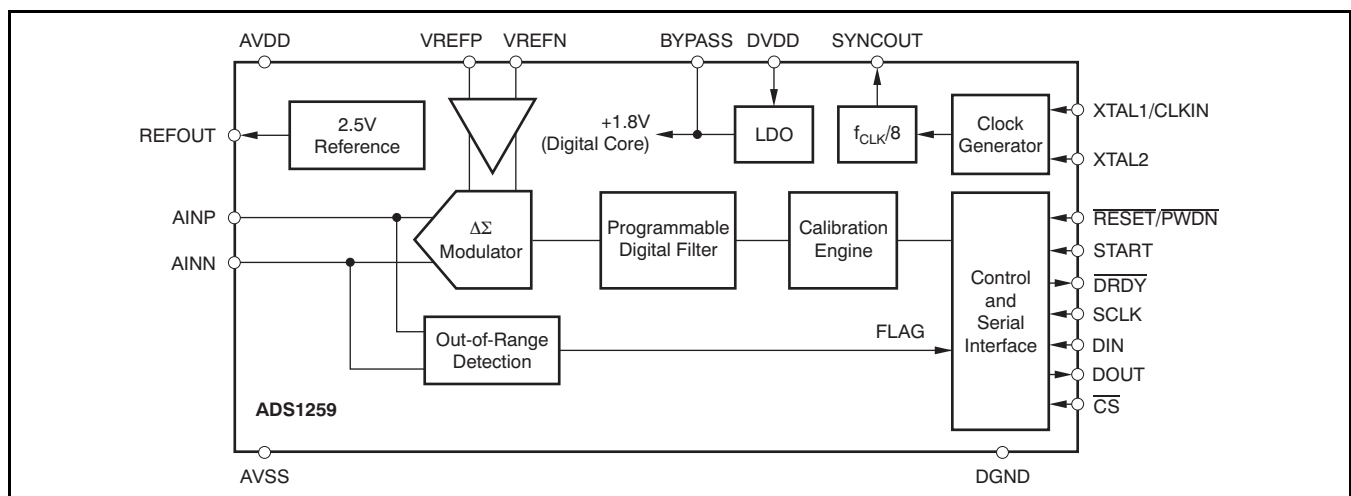 AVDD
VREFP
VREFN
BYPASS
DVDD
SYNCOUT
REFOUT
2.5V
Reference
+1.8V
(Digital Core)
LDO
fCLK/8
Clock
Generator
XTAL1/CLKIN
XTAL2
AINP
AINN
ΔΣ
Modulator
Programmable
Digital Filter
Calibration
Engine
Control
and
Serial
Interface
RESET/PWDN
START
DRDY
SCLK
DIN
DOUT
CS
Out-of-Range
Detection
FLAG
ADS1259
AVSS
DGND